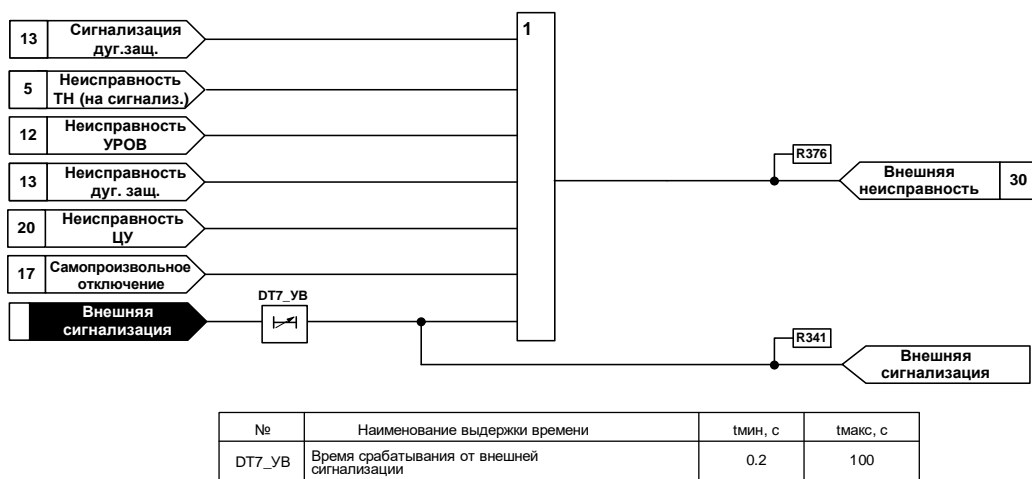 13
Сигнализация
дуг.защ.
1
5
Неисправность
ТН (на сигнализ.)
12
Неисправность
УРОВ
R376
13
Неисправность
дуг. защ.
Внешняя
неисправность
30
20
Неисправность
ЦУ
17
Самопроизвольное
отключение
DT7_УВ
Внешняя
сигнализация
R341
Внешняя
сигнализация
№ Наименование выдержки времени tмин, с tмакс, с
DT7_УВ Время срабатывания от внешней 0.2 100
сигнализации